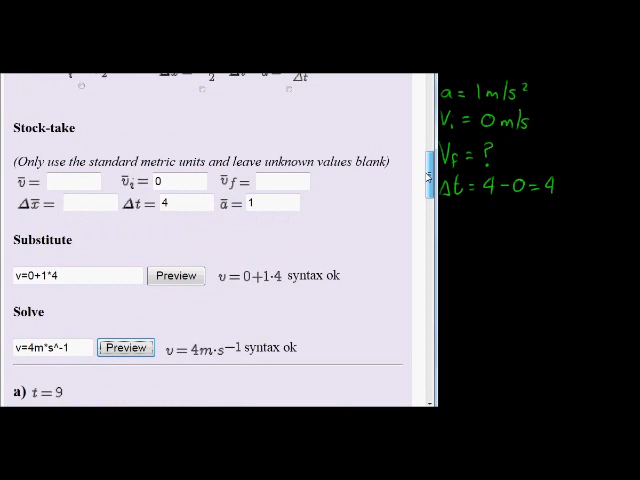 Stock-take
(Only use the standard metric units and leave unknown values blank)
v̄ = v̄ᵢ = 0 v̄f =
Δx̄ = Δt = 4 ā = 1
Substitute
v=0+1*4 Preview v = 0+1·4 syntax ok
Solve
v=4m*s^-1 Preview v = 4m·s−1 syntax ok
a) t = 9
a = 1 m/s²
Vᵢ = 0 m/s
Vf = ?
Δt = 4 - 0 = 4